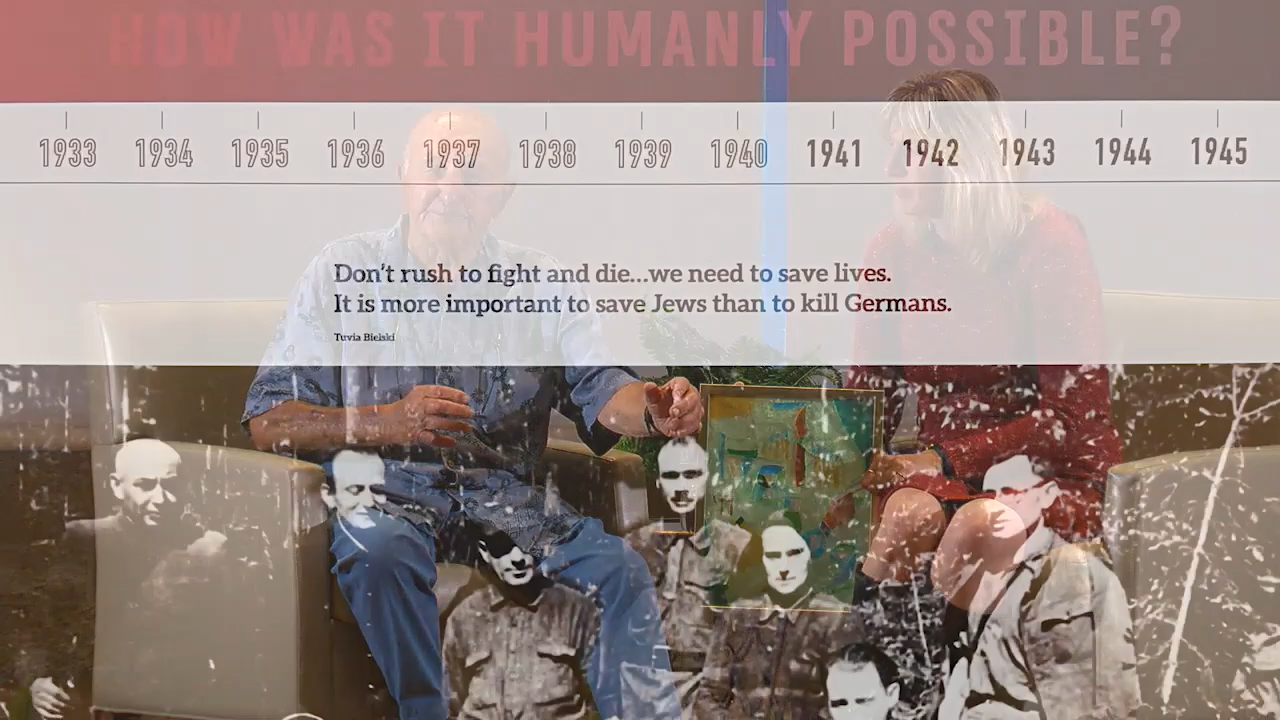 HOW WAS IT HUMANLY POSSIBLE?
1933 1934 1935 1936 1937 1938 1939 1940 1941 1942 1943 1944 1945
Don't rush to fight and die...we need to save lives.
It is more important to save Jews than to kill Germans.
Tuvia Bielski